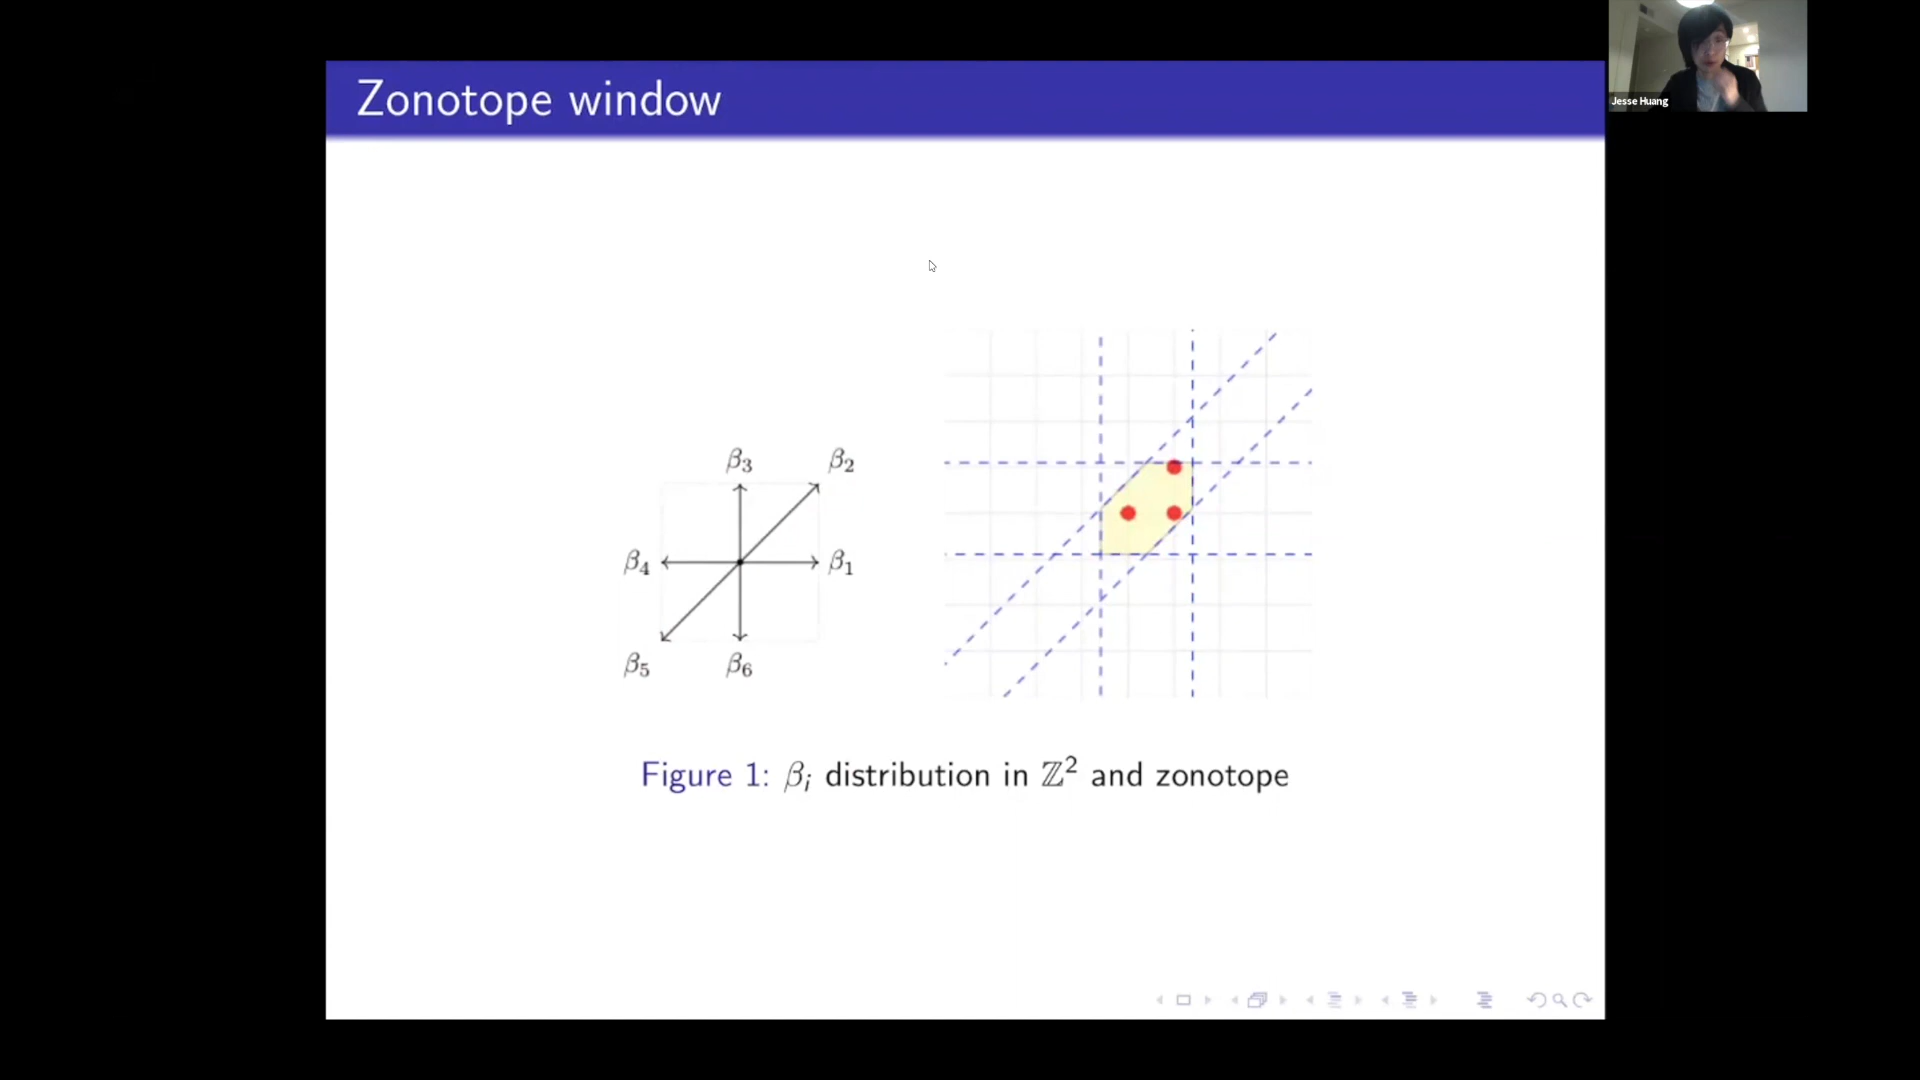 Zonotope window
Jesse Huang
β₃ β₂
β₄ β₁
β₅ β₆
Figure 1: βᵢ distribution in ℤ² and zonotope